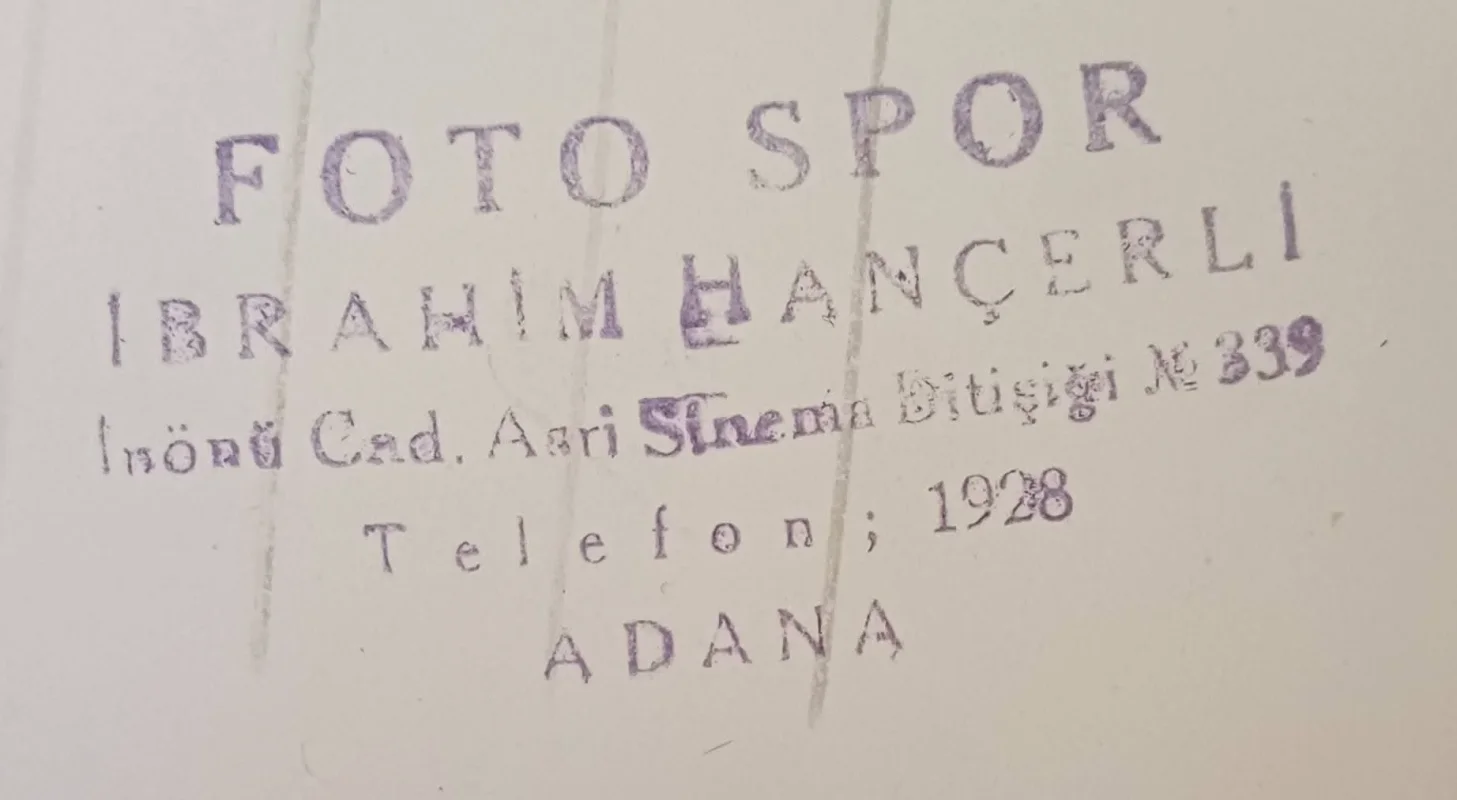 FOTO SPOR
İBRAHİM HANÇERLİ
İnönü Cad. Asri Sinema Bitişiği № 339
Telefon ; 1928
ADANA